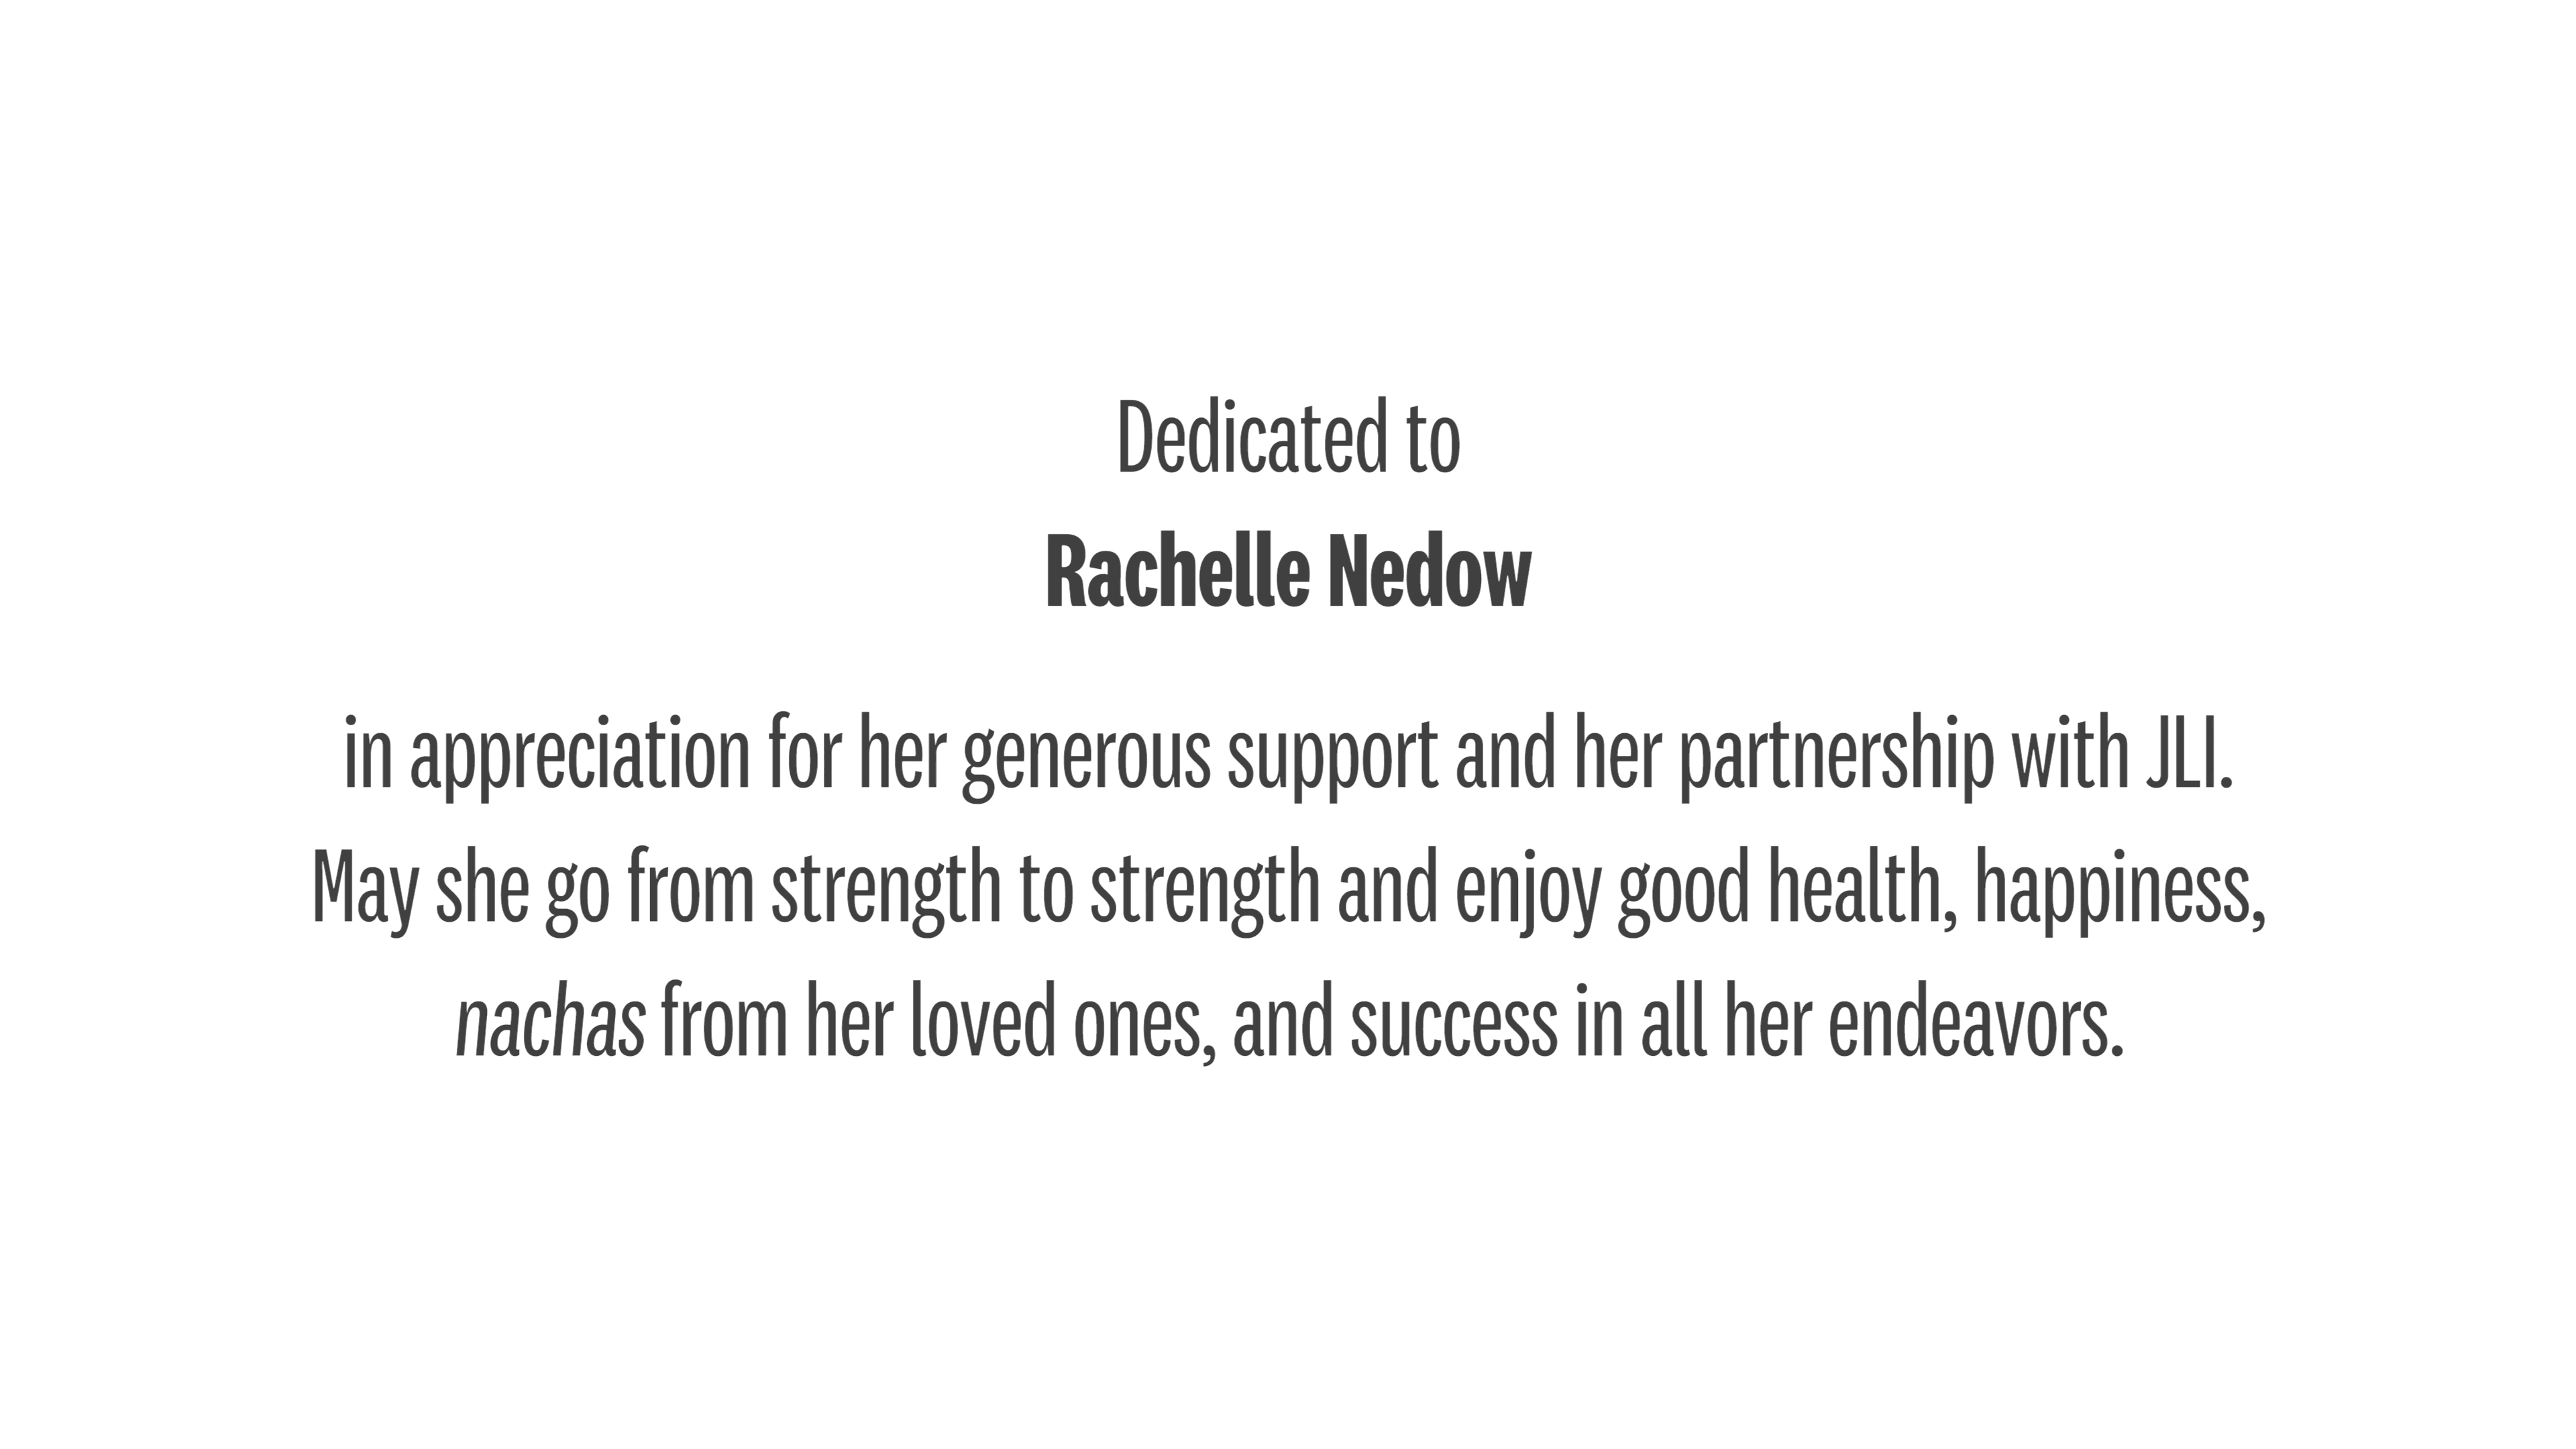 Dedicated to
Rachelle Nedow
in appreciation for her generous support and her partnership with JLI.
May she go from strength to strength and enjoy good health, happiness,
nachas from her loved ones, and success in all her endeavors.